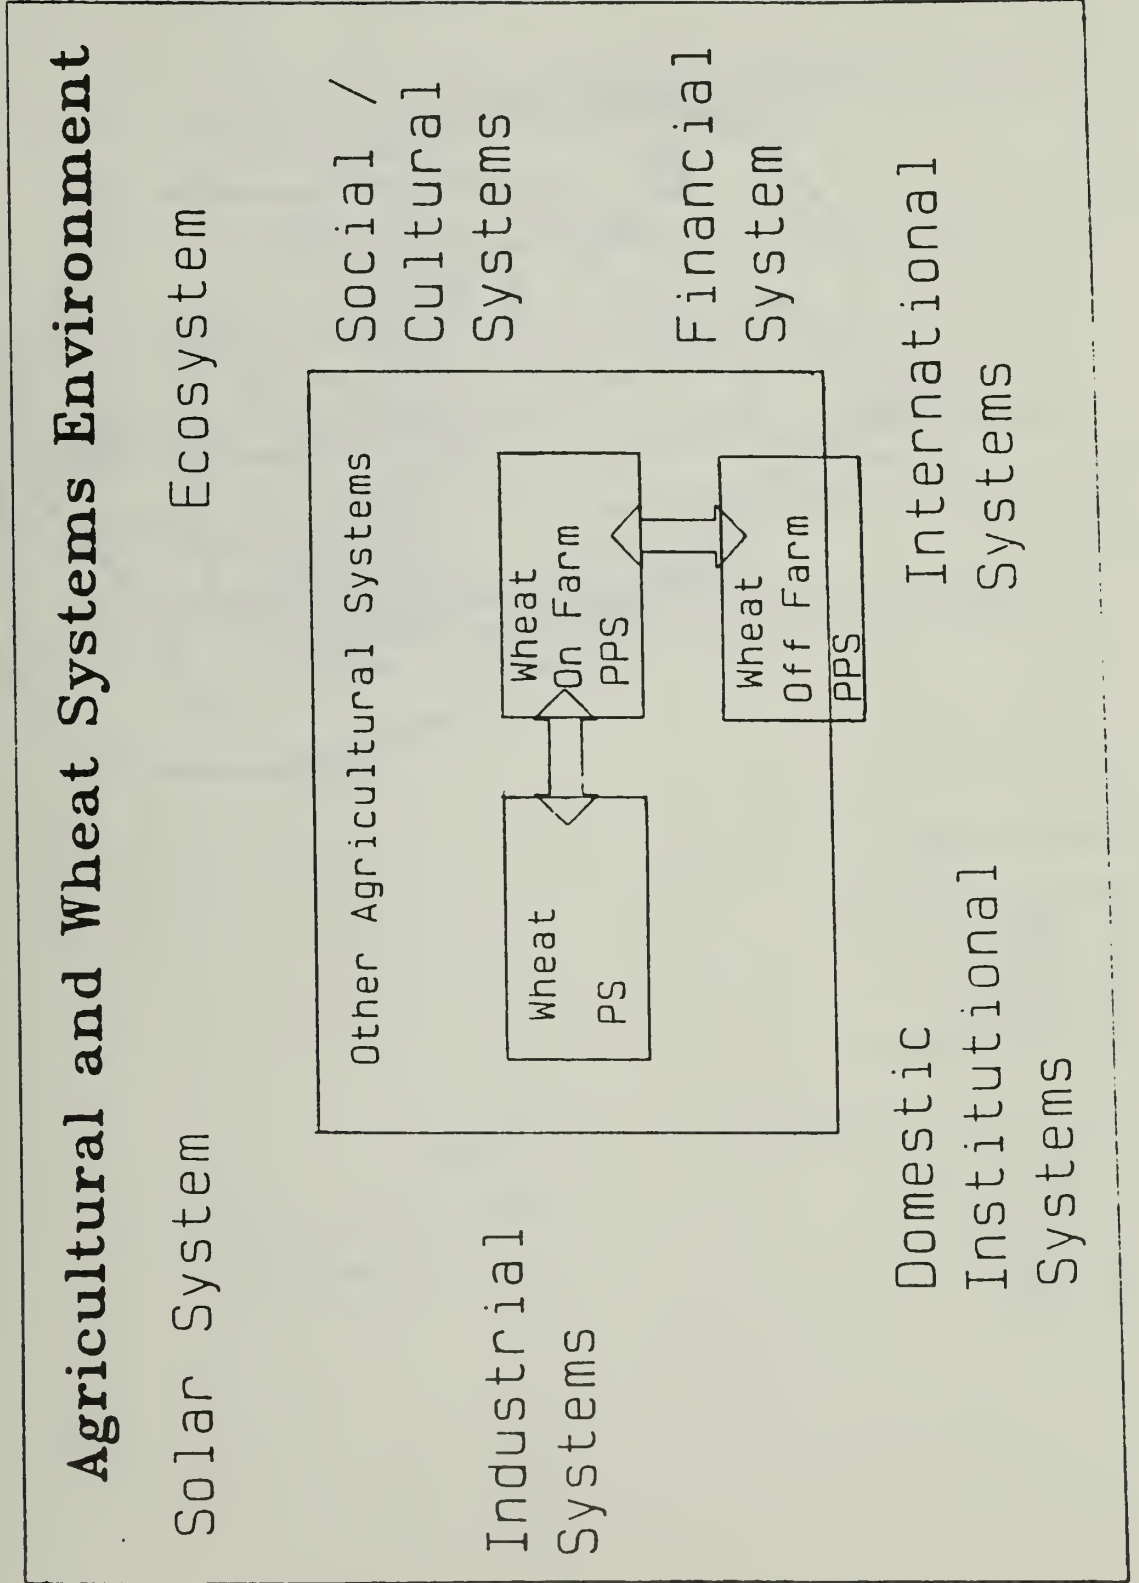 Agricultural and Wheat Systems Environment
Solar System
Ecosystem
Industrial
Systems
Other Agricultural Systems
Wheat
PS
Wheat
On Farm
PPS
Wheat
Off Farm
PPS
Social /
Cultural
Systems
Financial
System
Domestic
Institutional
Systems
International
Systems